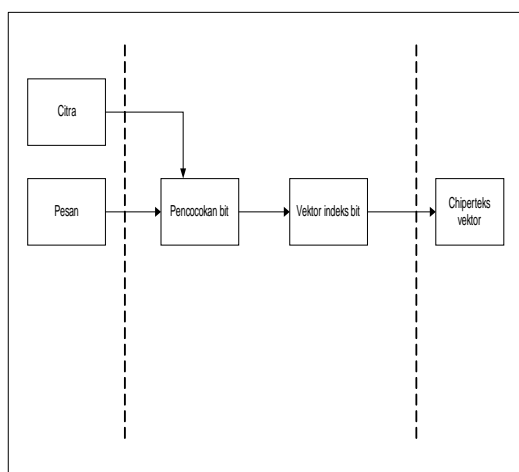 Citra
Pesan
Pencocokan bit
Vektor indeks bit
Chiperteks
vektor